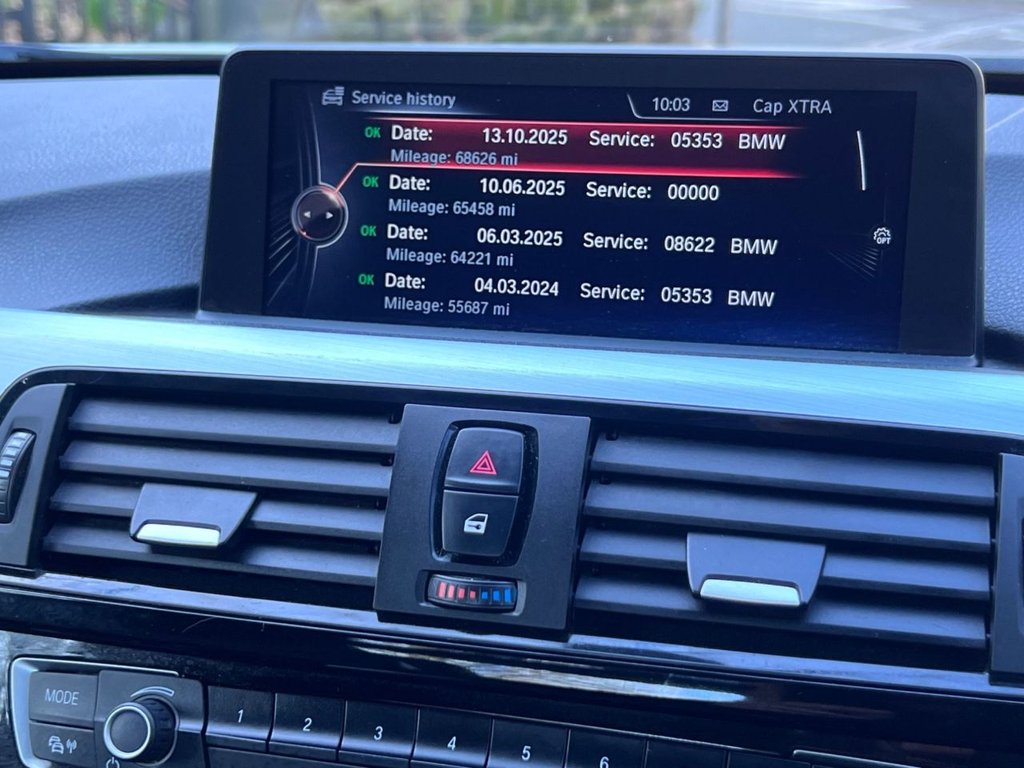 Service history 10:03 Cap XTRA
OK Date: 13.10.2025 Service: 05353 BMW
Mileage: 68626 mi
OK Date: 10.06.2025 Service: 00000
Mileage: 65458 mi
OK Date: 06.03.2025 Service: 08622 BMW
Mileage: 64221 mi
OPT
OK Date: 04.03.2024 Service: 05353 BMW
Mileage: 55687 mi
MODE
1 2 3 4 5 6